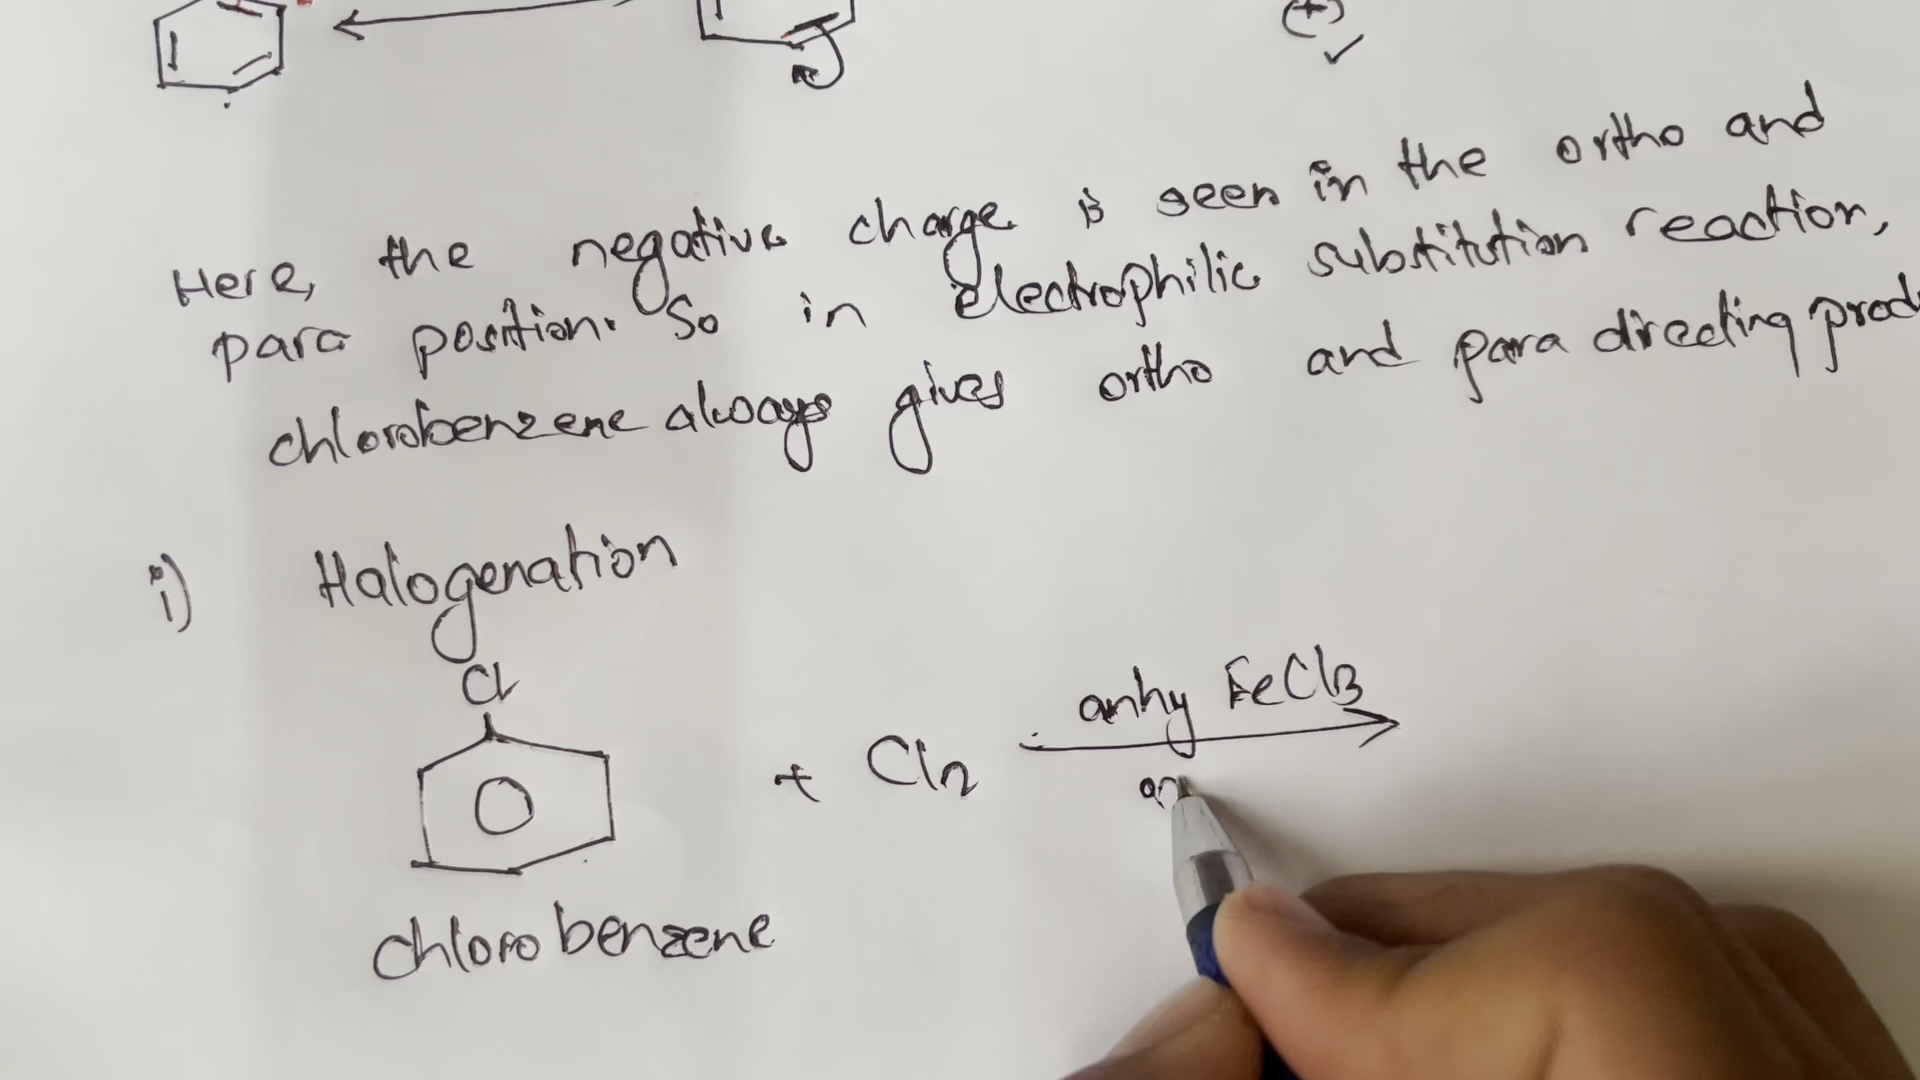 (+)
Here, the negative charge is seen in the ortho and
para position. So in electrophilic substitution reaction,
chlorobenzene always gives ortho and para directing prod
i) Halogenation
Cl
+ Cl2
anhy FeCl3
an
chlorobenzene